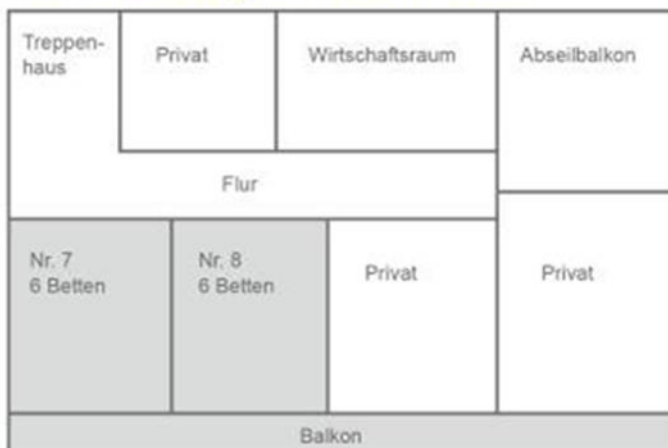 Treppen-
haus
Privat
Wirtschaftsraum
Abseilbalkon
Flur
Nr. 7
6 Betten
Nr. 8
6 Betten
Privat
Privat
Balkon